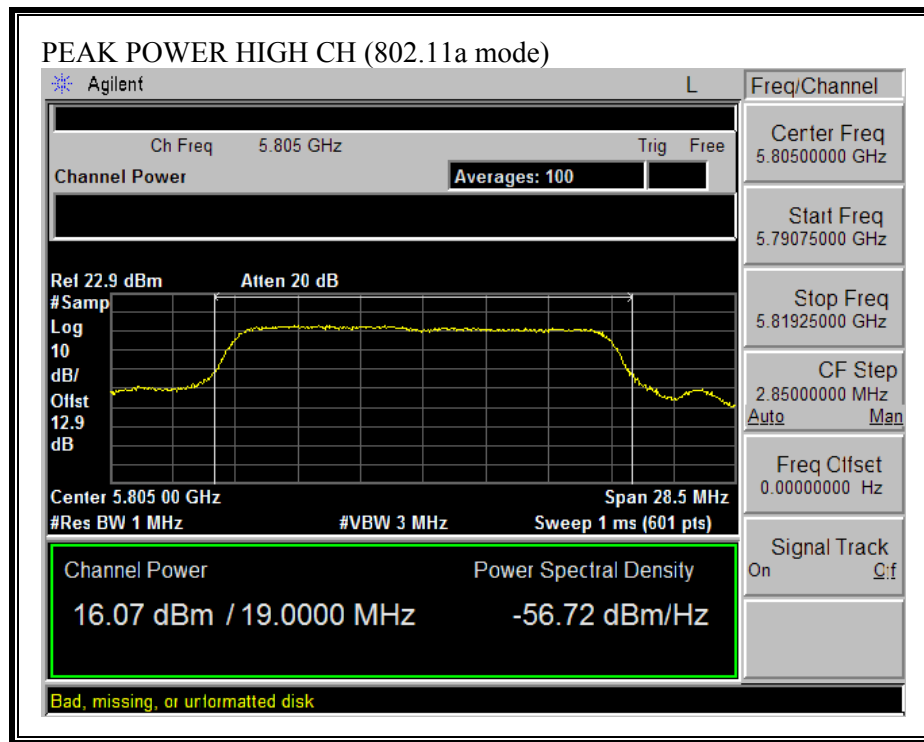 PEAK POWER HIGH CH (802.11a mode)
Agilent L Freq/Channel
Ch Freq 5.805 GHz Trig Free
Channel Power Averages: 100
Ref 22.9 dBm Atten 20 dB
#Samp
Log
10
dB/
Offst
12.9
dB
Center 5.805 00 GHz Span 28.5 MHz
#Res BW 1 MHz #VBW 3 MHz Sweep 1 ms (601 pts)
Channel Power Power Spectral Density
16.07 dBm / 19.0000 MHz -56.72 dBm/Hz
Bad, missing, or unformatted disk
Center Freq
5.80500000 GHz
Start Freq
5.79075000 GHz
Stop Freq
5.81925000 GHz
CF Step
2.85000000 MHz
Auto Man
Freq Offset
0.00000000 Hz
Signal Track
On Off